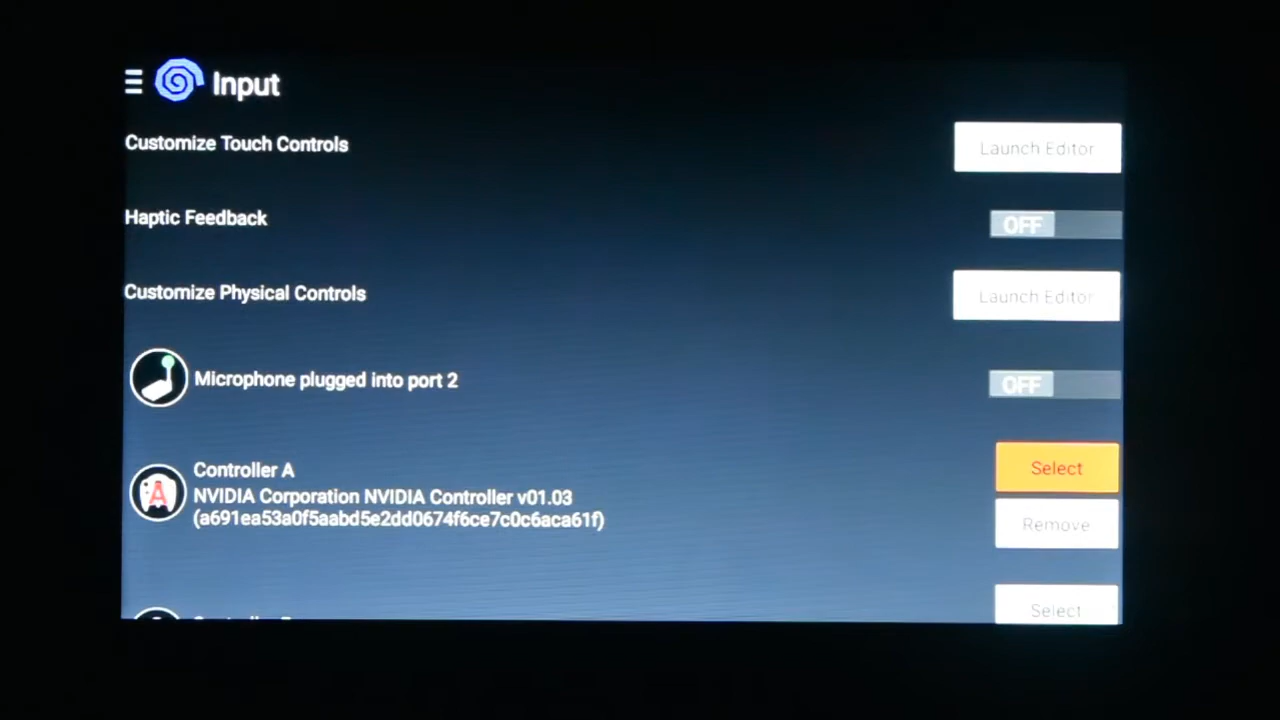 Input
Customize Touch Controls
Launch Editor
Haptic Feedback
OFF
Customize Physical Controls
Launch Editor
Microphone plugged into port 2
OFF
Controller A
Select
NVIDIA Corporation NVIDIA Controller v01.03
(a691ea53a0f5aabd5e2dd0674f6ce7c0c6aca61f)
Remove
Select